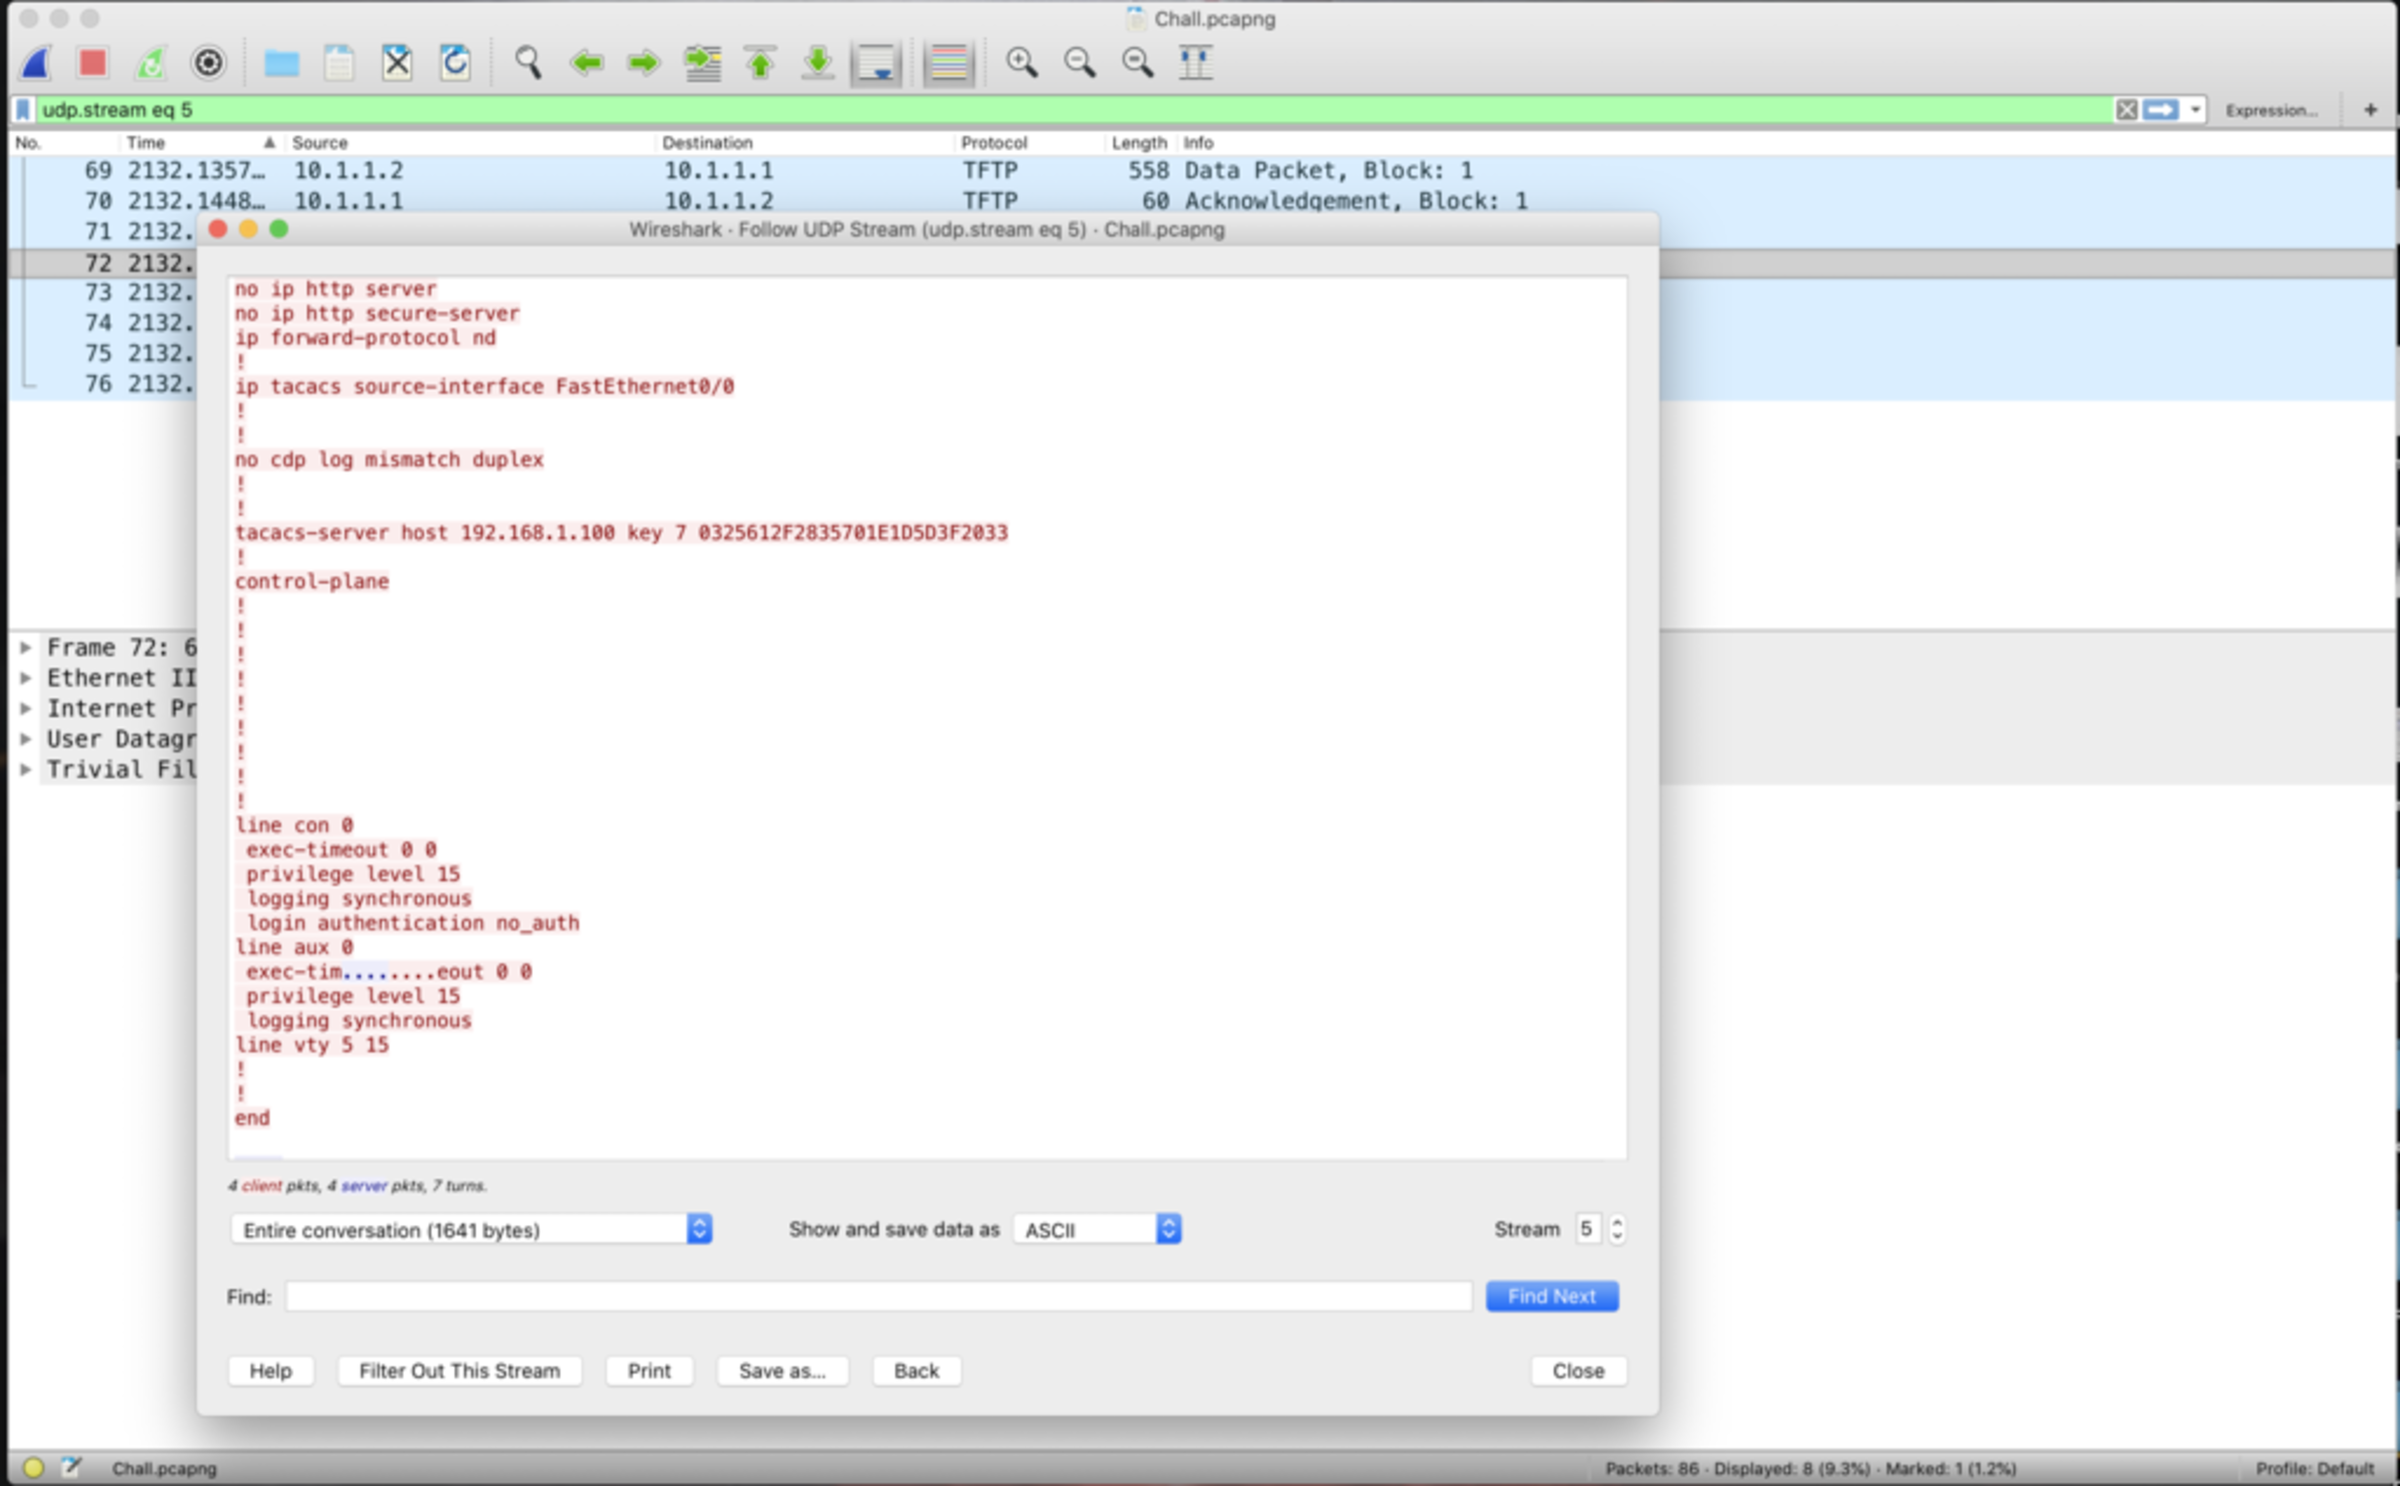 Chall.pcapng
udp.stream eq 5
Expression...
+
No. Time Source Destination Protocol Length Info
69 2132.1357… 10.1.1.2 10.1.1.1 TFTP 558 Data Packet, Block: 1
70 2132.1448… 10.1.1.1 10.1.1.2 TFTP 60 Acknowledgement, Block: 1
71 2132.
72 2132.
73 2132.
74 2132.
75 2132.
76 2132.
Frame 72: 6
Ethernet II
Internet Pr
User Datagr
Trivial Fil
Wireshark · Follow UDP Stream (udp.stream eq 5) · Chall.pcapng
no ip http server
no ip http secure-server
ip forward-protocol nd
!
ip tacacs source-interface FastEthernet0/0
!
!
no cdp log mismatch duplex
!
!
tacacs-server host 192.168.1.100 key 7 0325612F2835701E1D5D3F2033
!
control-plane
!
!
!
!
!
!
!
!
!
line con 0
exec-timeout 0 0
privilege level 15
logging synchronous
login authentication no_auth
line aux 0
exec-tim........eout 0 0
privilege level 15
logging synchronous
line vty 5 15
!
!
end
4 client pkts, 4 server pkts, 7 turns.
Entire conversation (1641 bytes) Show and save data as ASCII Stream 5
Find: Find Next
Help Filter Out This Stream Print Save as... Back Close
Chall.pcapng Packets: 86 · Displayed: 8 (9.3%) · Marked: 1 (1.2%) Profile: Default